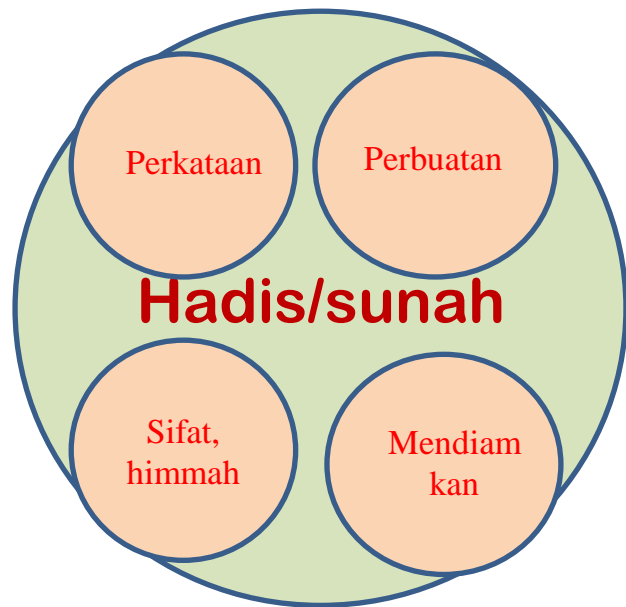 Perkataan
Perbuatan
Hadis/sunah
Sifat,
himmah
Mendiam
kan